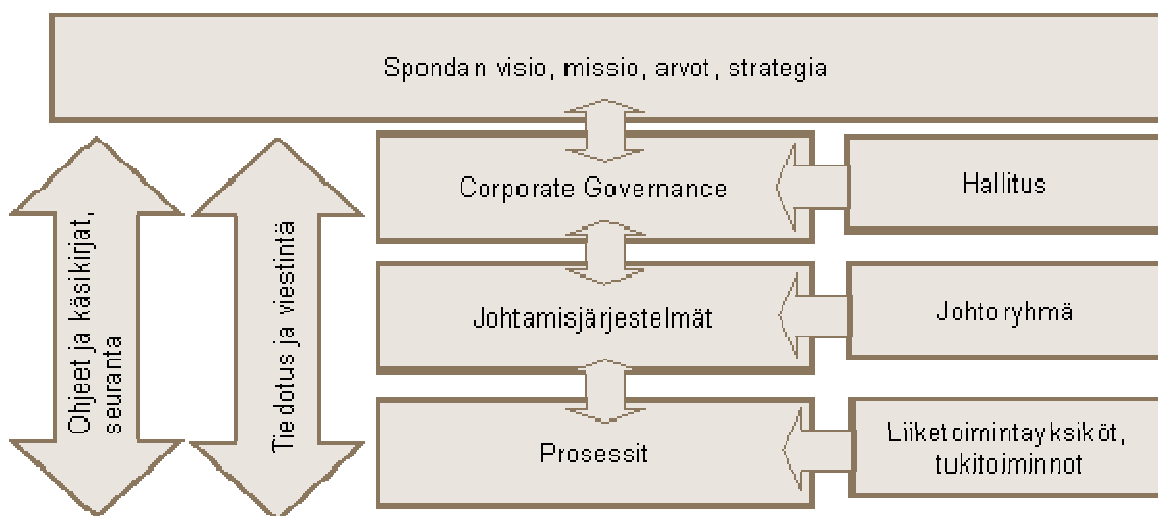 Spondan visio, missio, arvot, strategia
Corporate Governance
Hallitus
Johtamisjärjestelmät
Johtoryhmä
Prosessit
Liiketoimintayksiköt,
tukitoiminnot
Ohjeet ja käsikirjat,
seuranta
Tiedotus ja viestintä